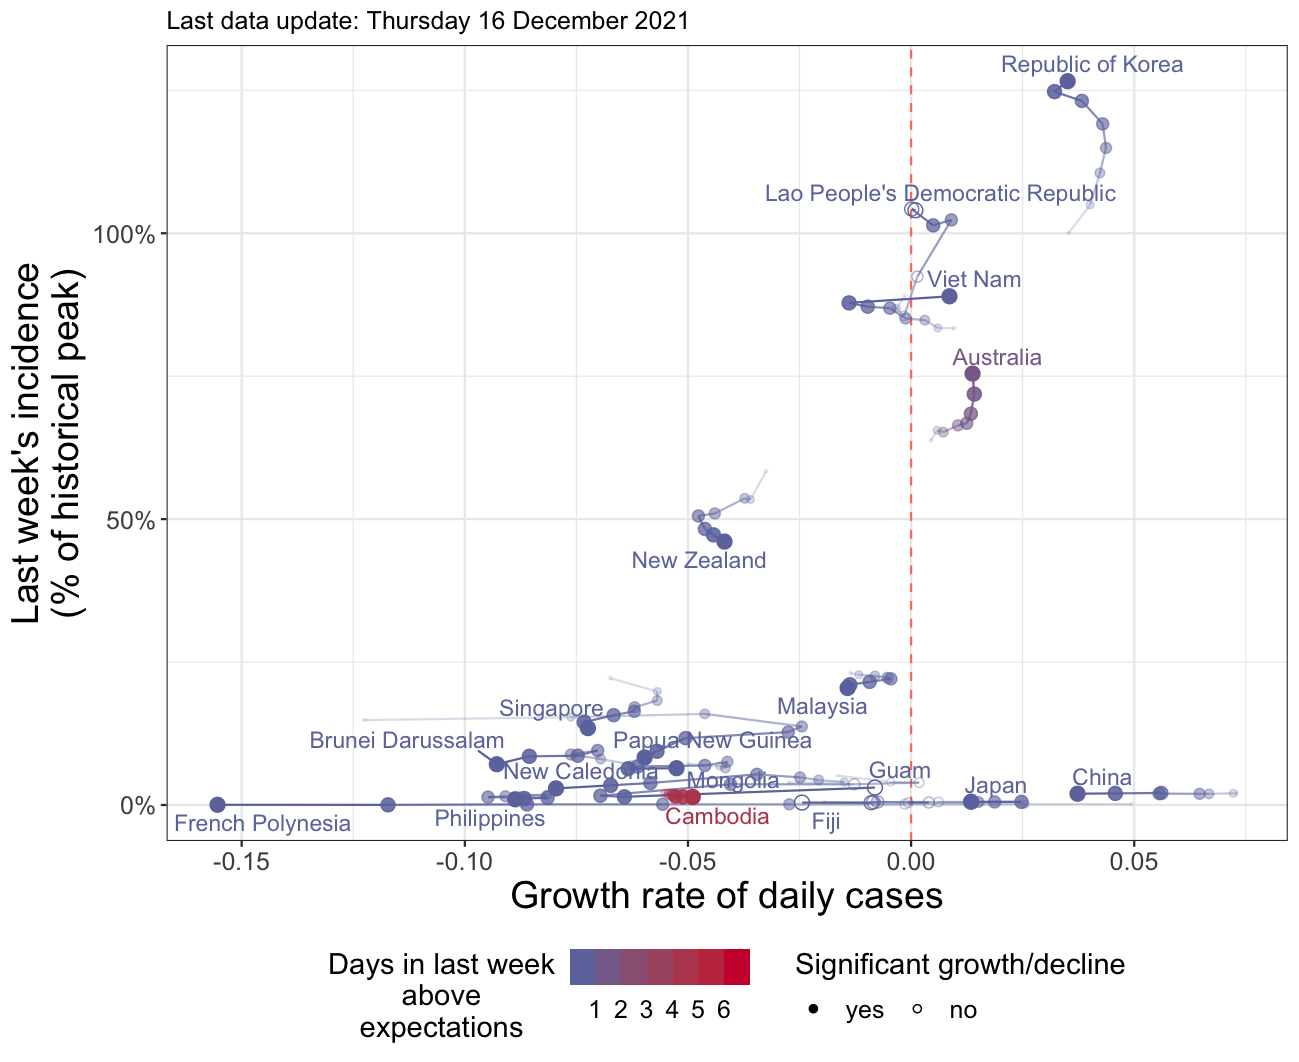 Last data update: Thursday 16 December 2021
Republic of Korea
Lao People's Democratic Republic
100%
Viet Nam
Australia
Last week's incidence
(% of historical peak)
50%
New Zealand
Singapore
Malaysia
Brunei Darussalam
Papua New Guinea
New Caledonia
Mongolia
Guam
Japan
China
0%
French Polynesia
Philippines
Cambodia
Fiji
-0.15
-0.10
-0.05
0.00
0.05
Growth rate of daily cases
Days in last week
above
expectations
1 2 3 4 5 6
Significant growth/decline
yes
no